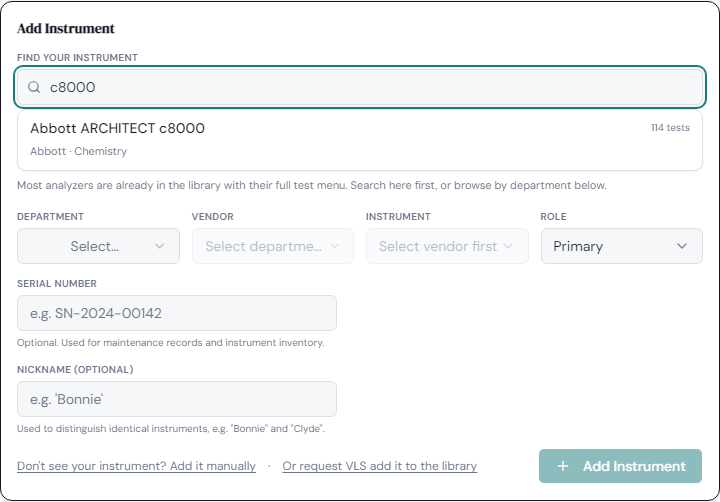 Add Instrument
FIND YOUR INSTRUMENT
c8000
Abbott ARCHITECT c8000 114 tests
Abbott · Chemistry
Most analyzers are already in the library with their full test menu. Search here first, or browse by department below.
DEPARTMENT VENDOR INSTRUMENT ROLE
Select... Select departme... Select vendor first Primary
SERIAL NUMBER
e.g. SN-2024-00142
Optional. Used for maintenance records and instrument inventory.
NICKNAME (OPTIONAL)
e.g. 'Bonnie'
Used to distinguish identical instruments, e.g. "Bonnie" and "Clyde".
Don't see your instrument? Add it manually · Or request VLS add it to the library + Add Instrument